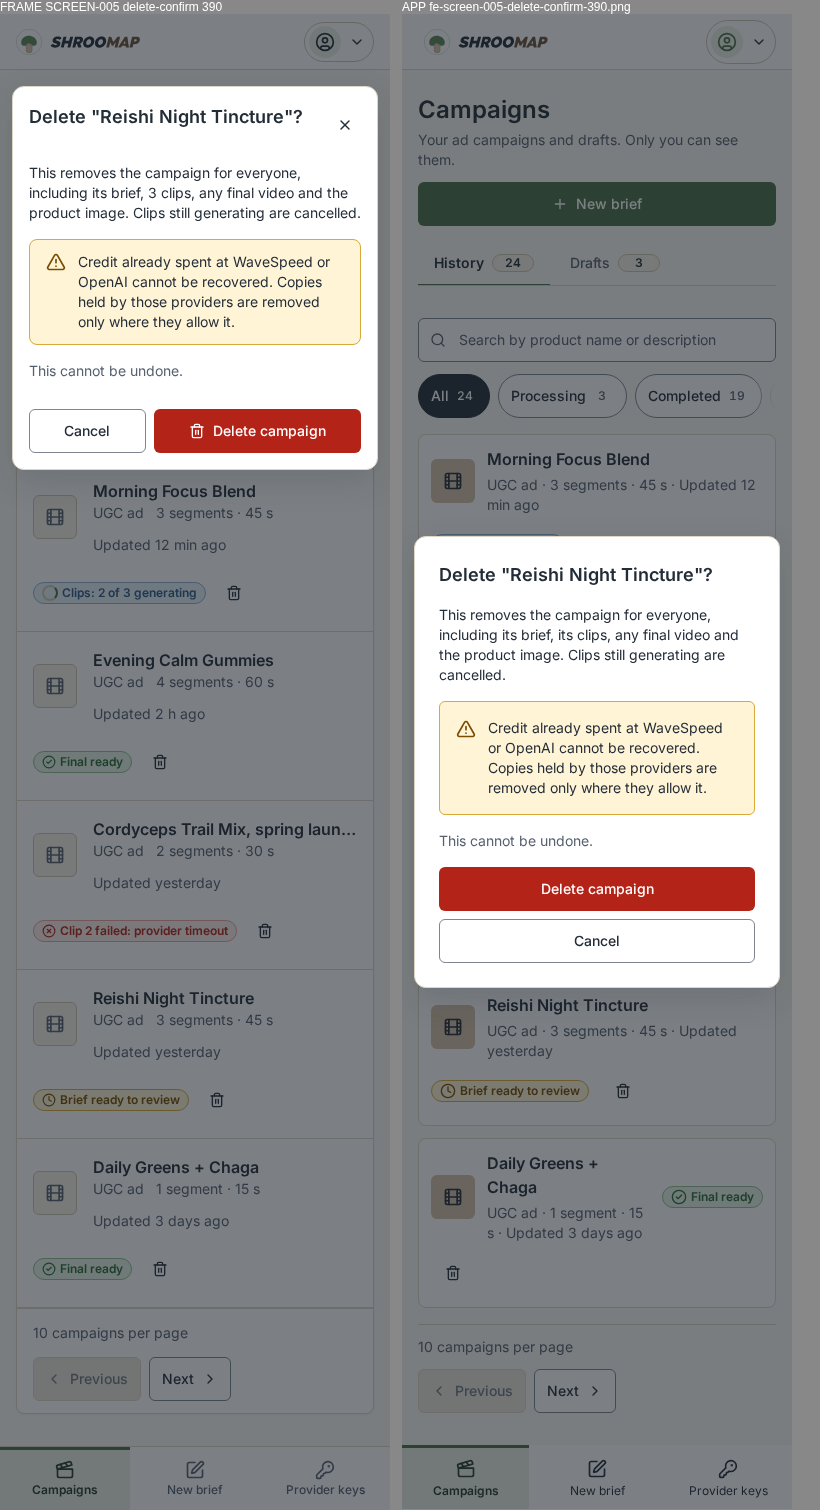 FRAME SCREEN-005 delete-confirm 390
SHROOMAP
Delete "Reishi Night Tincture"?
This removes the campaign for everyone,
including its brief, 3 clips, any final video and the
product image. Clips still generating are cancelled.
Credit already spent at WaveSpeed or
OpenAI cannot be recovered. Copies
held by those providers are removed
only where they allow it.
This cannot be undone.
Cancel
Delete campaign
Morning Focus Blend
UGC ad 3 segments · 45 s
Updated 12 min ago
Clips: 2 of 3 generating
Evening Calm Gummies
UGC ad 4 segments · 60 s
Updated 2 h ago
Final ready
Cordyceps Trail Mix, spring laun...
UGC ad 2 segments · 30 s
Updated yesterday
Clip 2 failed: provider timeout
Reishi Night Tincture
UGC ad 3 segments · 45 s
Updated yesterday
Brief ready to review
Daily Greens + Chaga
UGC ad 1 segment · 15 s
Updated 3 days ago
Final ready
10 campaigns per page
Previous
Next
Campaigns
New brief
Provider keys
APP fe-screen-005-delete-confirm-390.png
SHROOMAP
Campaigns
Your ad campaigns and drafts. Only you can see
them.
New brief
History 24
Drafts 3
Search by product name or description
All 24
Processing 3
Completed 19
Morning Focus Blend
UGC ad · 3 segments · 45 s · Updated 12
min ago
Delete "Reishi Night Tincture"?
This removes the campaign for everyone,
including its brief, its clips, any final video and
the product image. Clips still generating are
cancelled.
Credit already spent at WaveSpeed
or OpenAI cannot be recovered.
Copies held by those providers are
removed only where they allow it.
This cannot be undone.
Delete campaign
Cancel
Reishi Night Tincture
UGC ad · 3 segments · 45 s · Updated
yesterday
Brief ready to review
Daily Greens +
Chaga
UGC ad · 1 segment · 15
s · Updated 3 days ago
Final ready
10 campaigns per page
Previous
Next
Campaigns
New brief
Provider keys